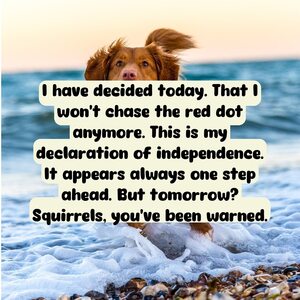 I have decided today. That I
won't chase the red dot
anymore. This is my
declaration of independence.
It appears always one step
ahead. But tomorrow?
Squirrels, you've been warned.